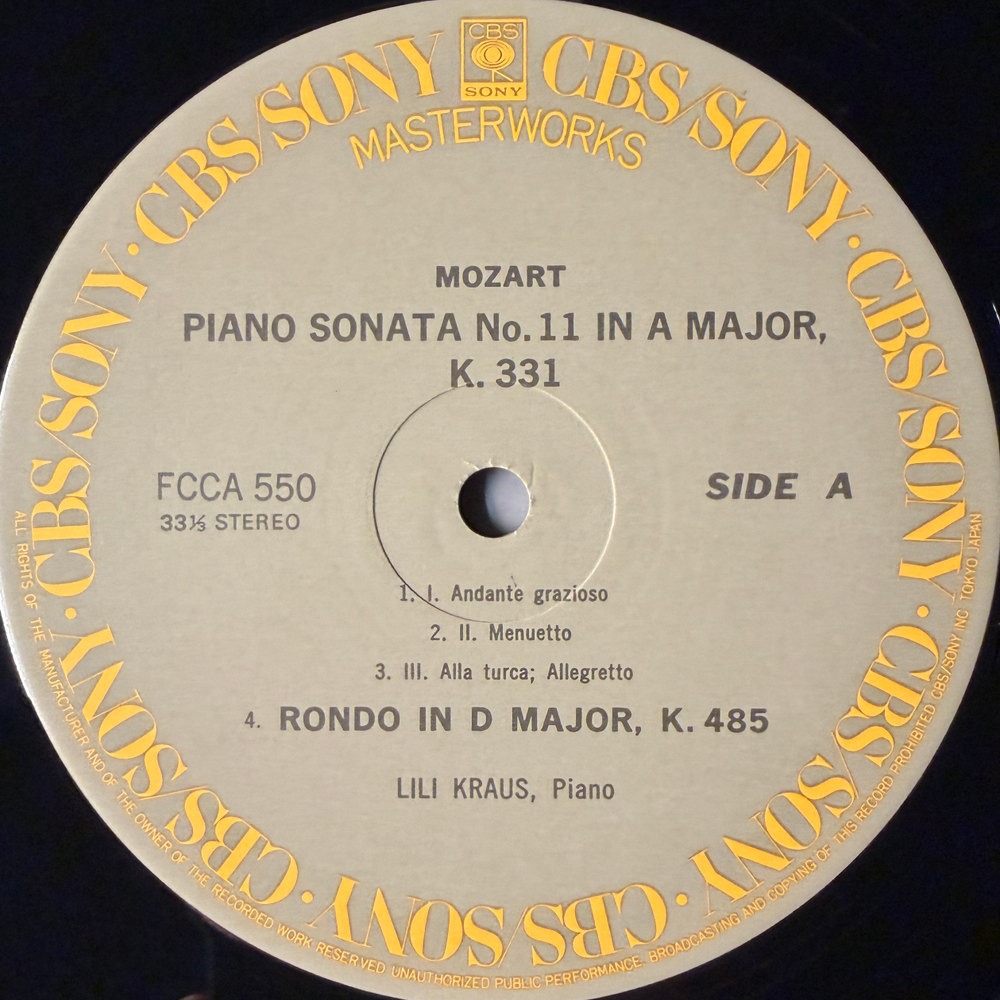 CBS
SONY
CBS/SONY · CBS/SONY · CBS/SONY · CBS/SONY · CBS/SONY · CBS/SONY · CBS/SONY · CBS/SONY
MASTERWORKS
MOZART
PIANO SONATA No.11 IN A MAJOR,
K. 331
FCCA 550
33⅓ STEREO
SIDE A
1. I. Andante grazioso
2. II. Menuetto
3. III. Alla turca; Allegretto
4. RONDO IN D MAJOR, K. 485
LILI KRAUS, Piano
ALL RIGHTS OF THE MANUFACTURER AND OF THE OWNER OF THE RECORDED WORK RESERVED UNAUTHORIZED PUBLIC PERFORMANCE, BROADCASTING AND COPYING OF THIS RECORD PROHIBITED CBS/SONY INC TOKYO JAPAN